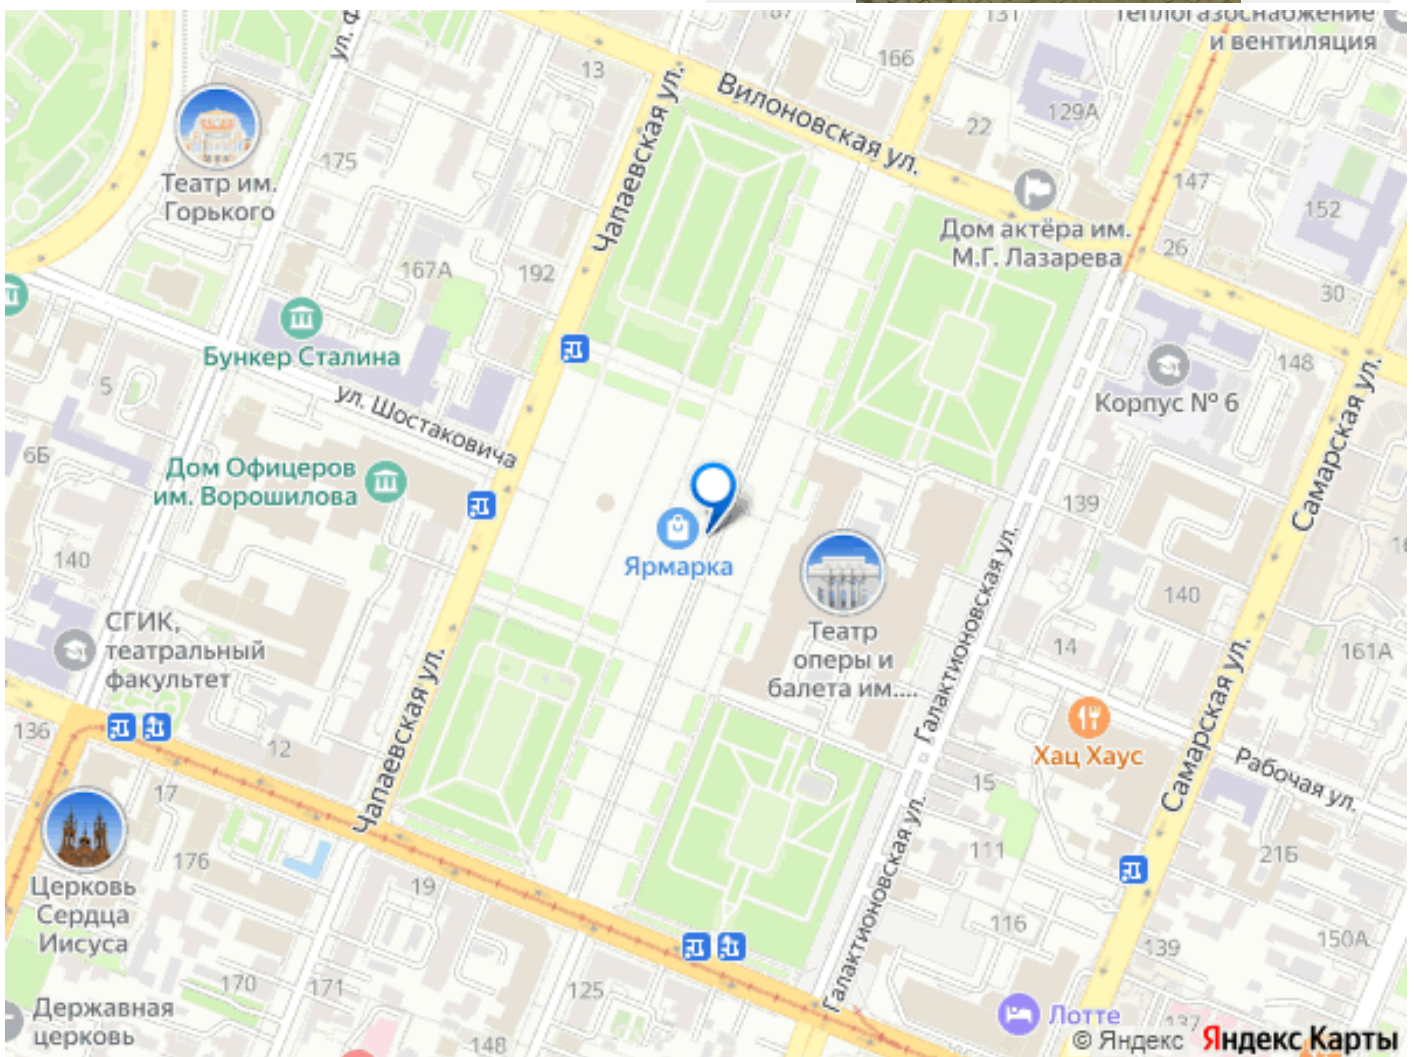 187
131
и вентиляция
ул.
13
166
Вилоновская ул.
129А
22
Чапаевская ул.
175
Театр им.
Горького
147
152
Дом актёра им.
М.Г. Лазарева
26
167А
192
30
Бункер Сталина
148
5
ул. Шостаковича
Корпус № 6
6Б
Дом Офицеров
им. Ворошилова
Самарская ул.
139
Ярмарка
140
Галактионовская ул.
140
СГИК,
театральный
факультет
Театр
оперы и
балета им....
14
161А
Чапаевская ул.
Самарская ул.
136
12
Хац Хаус
Рабочая ул.
15
17
176
19
111
21Б
Галактионовская ул.
Церковь
Сердца
Иисуса
116
139
150А
170
171
125
Державная
церковь
Лотте
137
148
© Яндекс Яндекс Карты